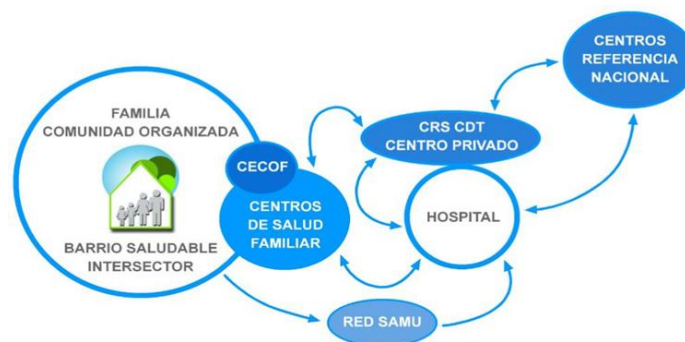 FAMILIA
COMUNIDAD ORGANIZADA
BARRIO SALUDABLE
INTERSECTOR
CECOF
CENTROS
DE SALUD
FAMILIAR
CRS CDT
CENTRO PRIVADO
HOSPITAL
CENTROS
REFERENCIA
NACIONAL
RED SAMU